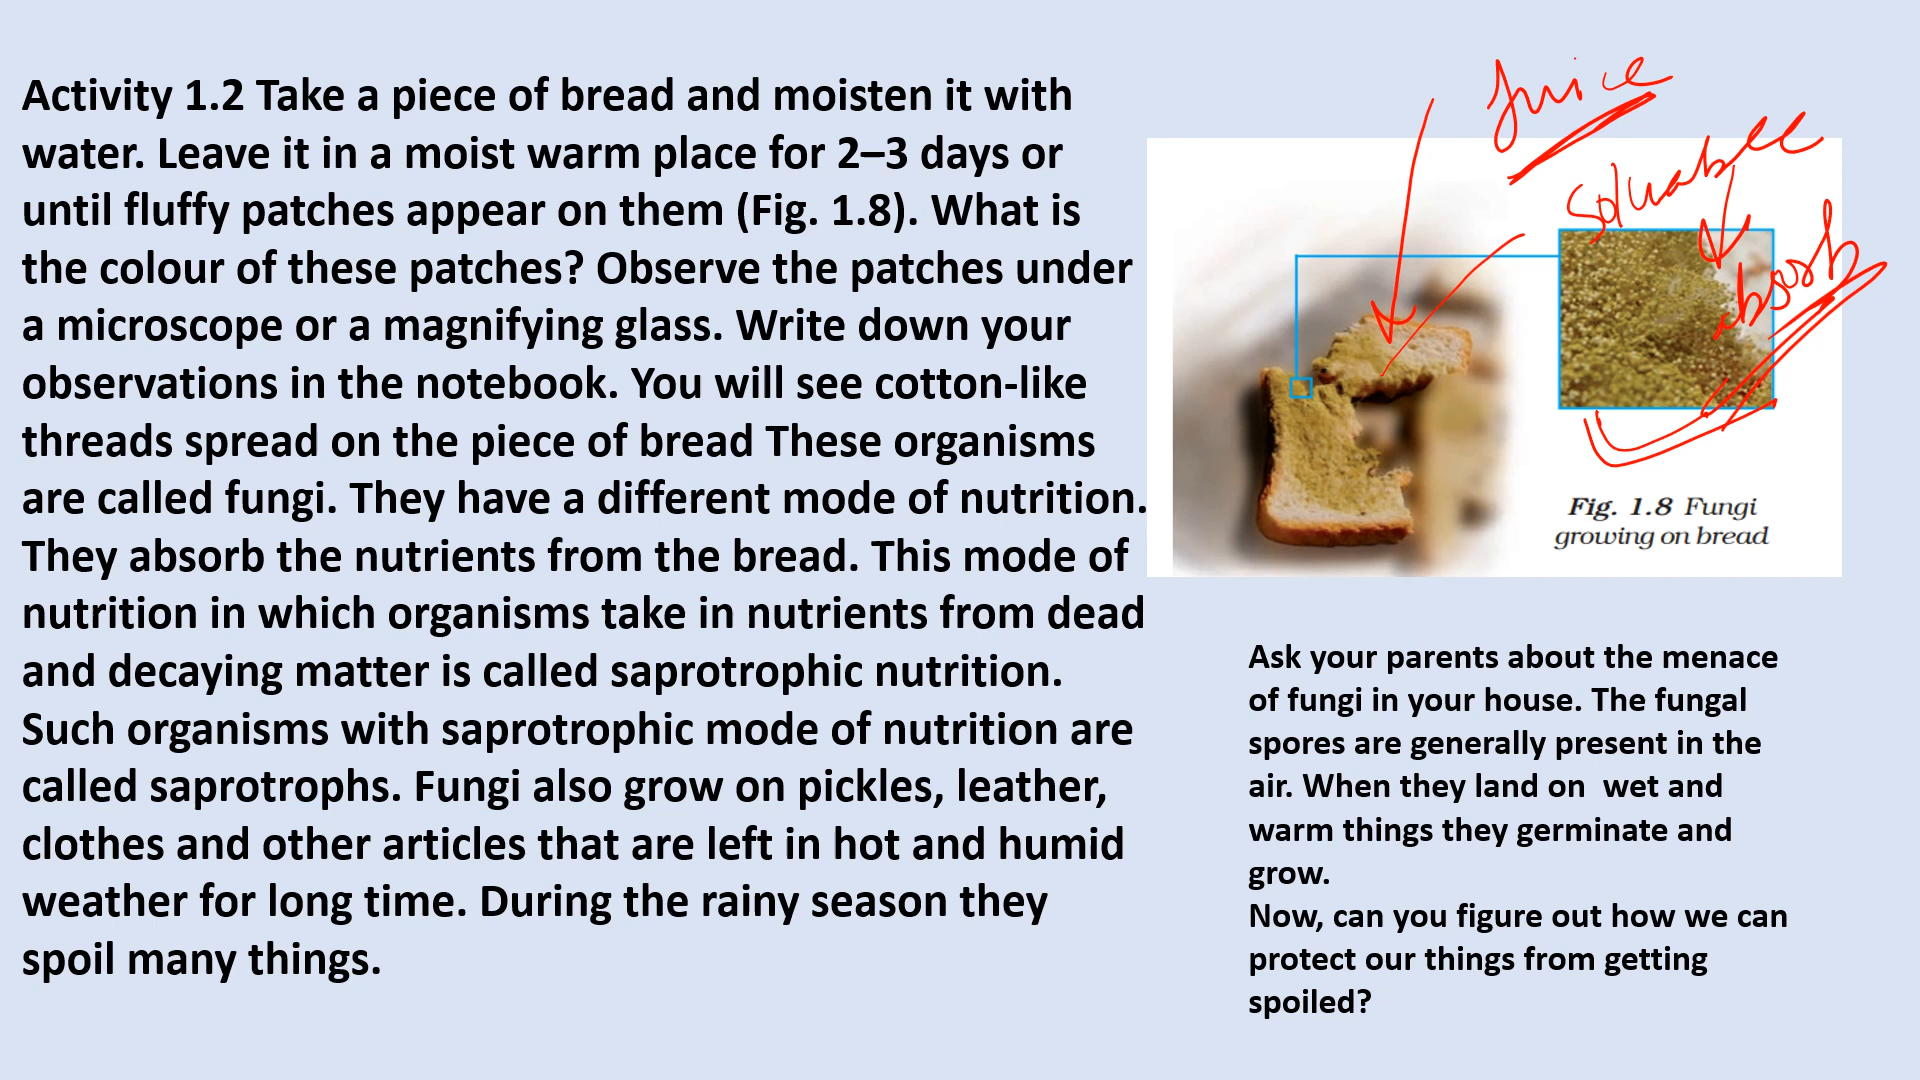 Activity 1.2 Take a piece of bread and moisten it with
water. Leave it in a moist warm place for 2–3 days or
until fluffy patches appear on them (Fig. 1.8). What is
the colour of these patches? Observe the patches under
a microscope or a magnifying glass. Write down your
observations in the notebook. You will see cotton-like
threads spread on the piece of bread These organisms
are called fungi. They have a different mode of nutrition.
They absorb the nutrients from the bread. This mode of
nutrition in which organisms take in nutrients from dead
and decaying matter is called saprotrophic nutrition.
Such organisms with saprotrophic mode of nutrition are
called saprotrophs. Fungi also grow on pickles, leather,
clothes and other articles that are left in hot and humid
weather for long time. During the rainy season they
spoil many things.
Juice
Fig. 1.8 Fungi
growing on bread
Ask your parents about the menace
of fungi in your house. The fungal
spores are generally present in the
air. When they land on  wet and
warm things they germinate and
grow.
Now, can you figure out how we can
protect our things from getting
spoiled?